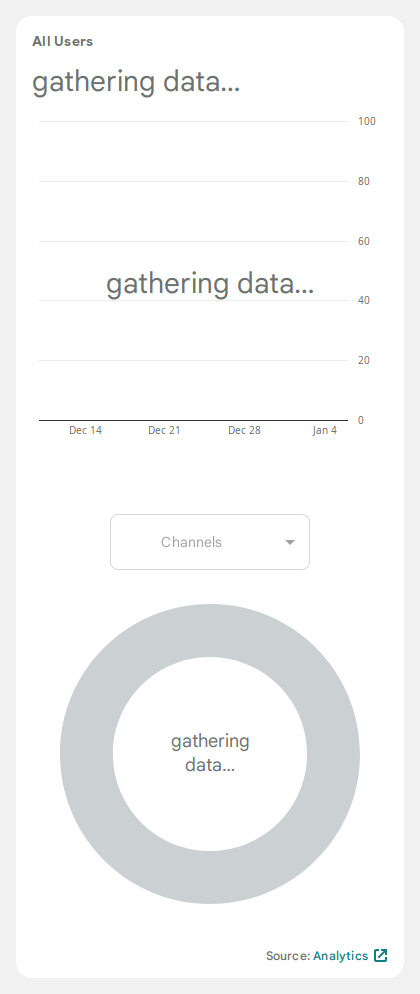 All Users
gathering data...
100
80
60
gathering data...
40
20
0
Dec 14 Dec 21 Dec 28 Jan 4
Channels
gathering
data...
Source: Analytics